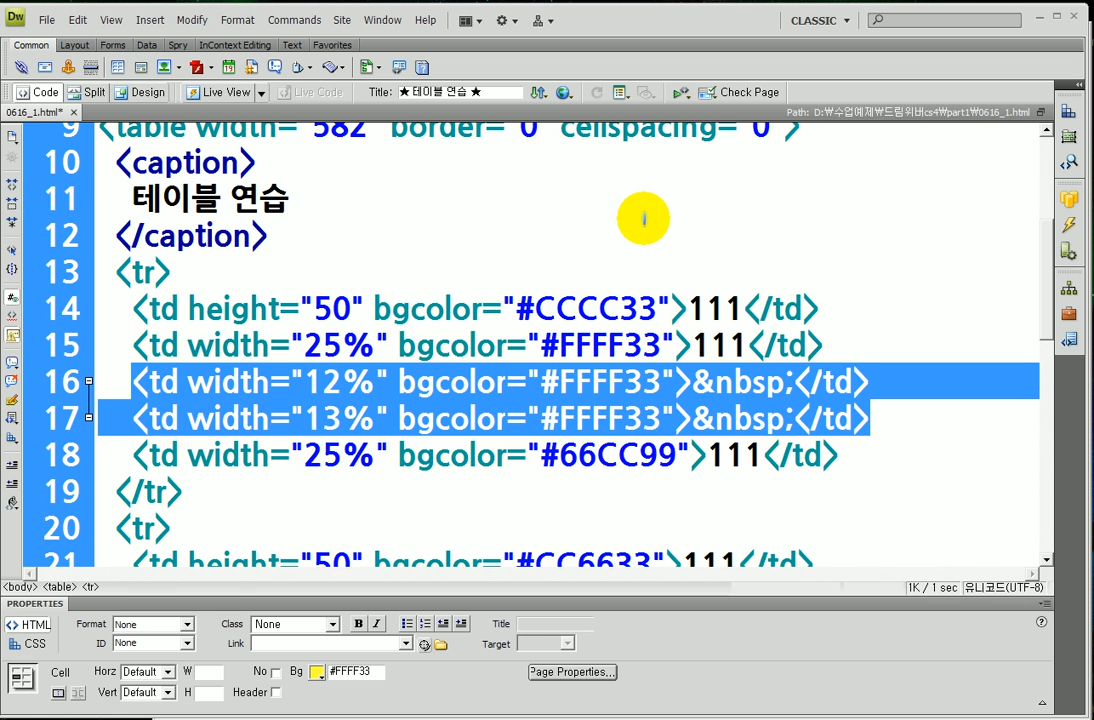 Dw File Edit View Insert Modify Format Commands Site Window Help CLASSIC
Common Layout Forms Data Spry InContext Editing Text Favorites
Code Split Design Live View Live Code Title: ★ 테이블 연습 ★ Check Page
0616_1.html* Path: D:₩수업예제₩드림위버cs4₩part1₩0616_1.html
9 <table width="582" border="0" cellspacing="0">
10 <caption>
11 테이블 연습
12 </caption>
13 <tr>
14 <td height="50" bgcolor="#CCCC33">111</td>
15 <td width="25%" bgcolor="#FFFF33">111</td>
16 <td width="12%" bgcolor="#FFFF33">&nbsp;</td>
17 <td width="13%" bgcolor="#FFFF33">&nbsp;</td>
18 <td width="25%" bgcolor="#66CC99">111</td>
19 </tr>
20 <tr>
21 <td height="50" bgcolor="#CC6633">111</td>
<body> <table> <tr> 1K / 1 sec 유니코드(UTF-8)
PROPERTIES
<> HTML Format None Class None B I Title
CSS ID None Link Target
Cell Horz Default W No Bg #FFFF33 Page Properties...
Vert Default H Header